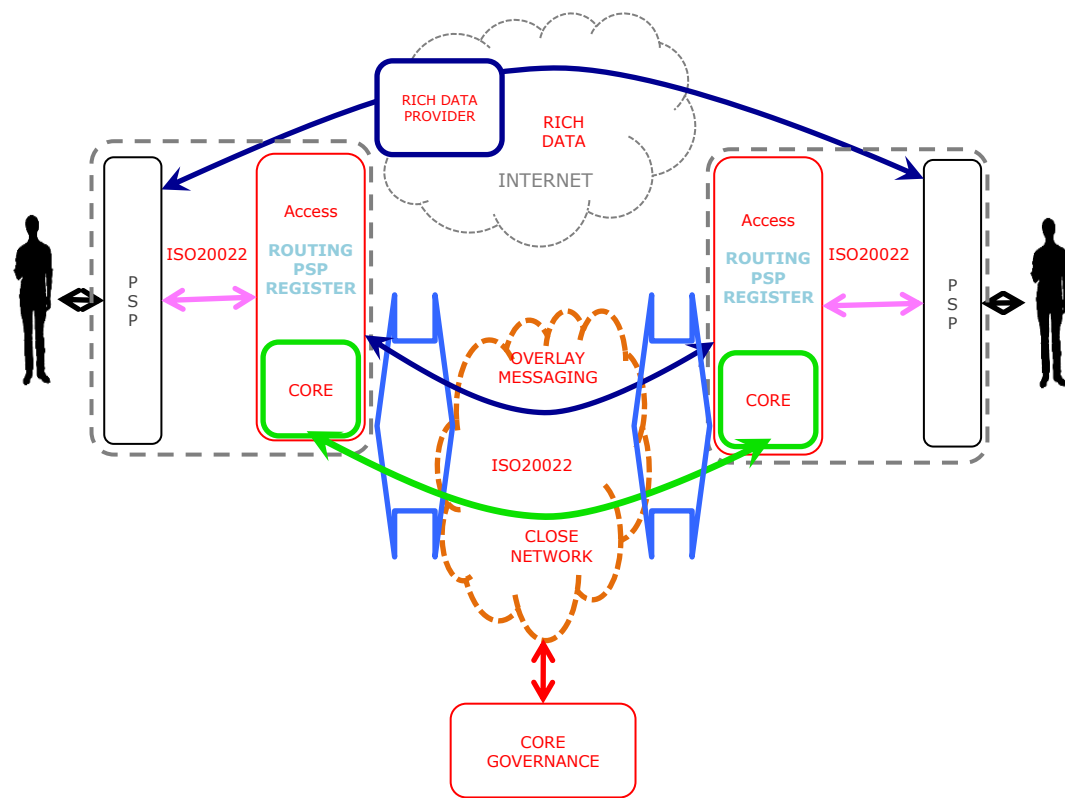 RICH DATA
PROVIDER
RICH
DATA
INTERNET
Access
ROUTING
PSP
REGISTER
ISO20022
P
S
P
CORE
Access
ROUTING
PSP
REGISTER
ISO20022
P
S
P
CORE
OVERLAY
MESSAGING
ISO20022
CLOSE
NETWORK
CORE
GOVERNANCE